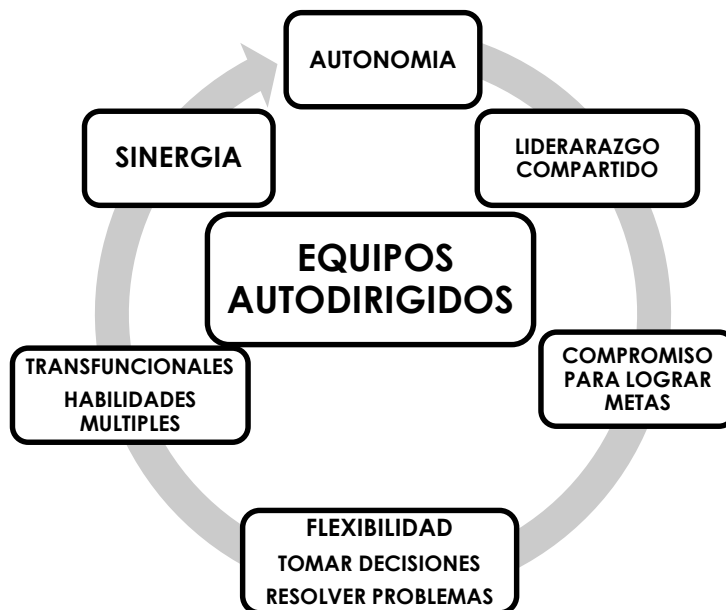 AUTONOMIA
LIDERARAZGO
COMPARTIDO
COMPROMISO
PARA LOGRAR
METAS
FLEXIBILIDAD
TOMAR DECISIONES
RESOLVER PROBLEMAS
TRANSFUNCIONALES
HABILIDADES
MULTIPLES
SINERGIA
EQUIPOS
AUTODIRIGIDOS